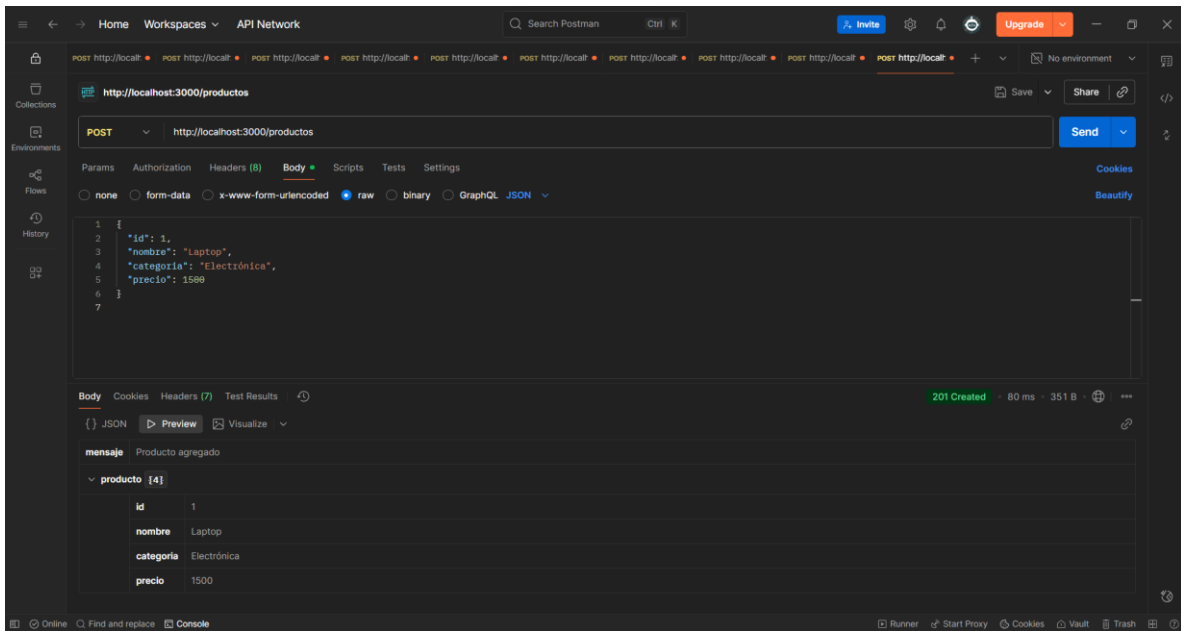 Home Workspaces API Network Search Postman Ctrl K Invite Upgrade
POST http://localh POST http://localh POST http://localh POST http://localh POST http://localh POST http://localh POST http://localh POST http://localh POST http://localh POST http://localh No environment
Collections
Environments
Flows
History
HTTP http://localhost:3000/productos Save Share
POST http://localhost:3000/productos Send
Params Authorization Headers (8) Body Scripts Tests Settings Cookies
none form-data x-www-form-urlencoded raw binary GraphQL JSON Beautify
1 {
2 "id": 1,
3 "nombre": "Laptop",
4 "categoria": "Electrónica",
5 "precio": 1500
6 }
7
Body Cookies Headers (7) Test Results 201 Created 80 ms 351 B
{} JSON Preview Visualize
mensaje Producto agregado
producto {4}
id 1
nombre Laptop
categoria Electrónica
precio 1500
Online Find and replace Console Runner Start Proxy Cookies Vault Trash